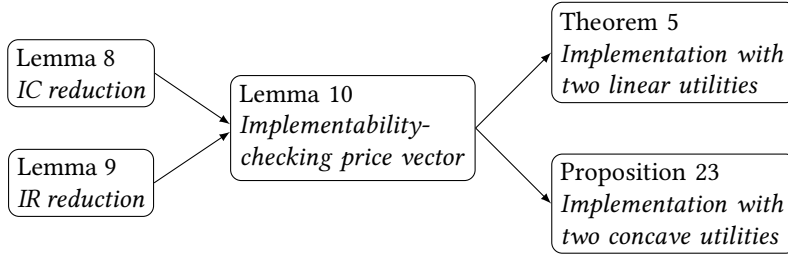 Lemma 8
IC reduction
Lemma 9
IR reduction
Lemma 10
Implementability-
checking price vector
Theorem 5
Implementation with
two linear utilities
Proposition 23
Implementation with
two concave utilities